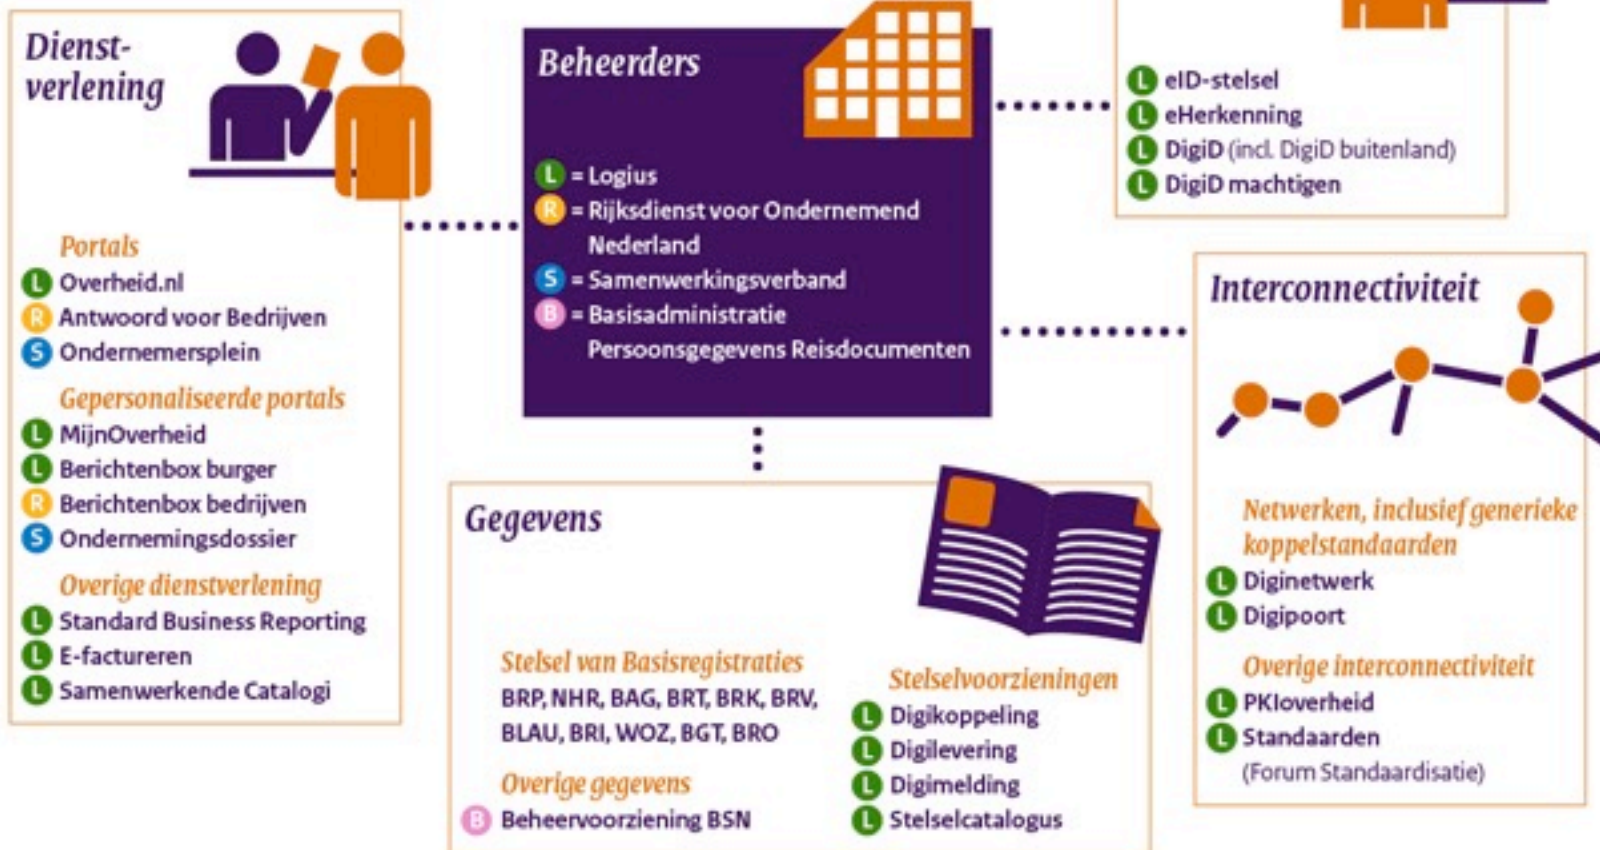 Dienst-
verlening
Portals
L Overheid.nl
R Antwoord voor Bedrijven
S Ondernemersplein
Gepersonaliseerde portals
L MijnOverheid
L Berichtenbox burger
R Berichtenbox bedrijven
S Ondernemingsdossier
Overige dienstverlening
L Standard Business Reporting
L E-factureren
L Samenwerkende Catalogi
Beheerders
L = Logius
R = Rijksdienst voor Ondernemend
Nederland
S = Samenwerkingsverband
B = Basisadministratie
Persoonsgegevens Reisdocumenten
L eID-stelsel
L eHerkenning
L DigiD (incl. DigiD buitenland)
L DigiD machtigen
Gegevens
Stelsel van Basisregistraties
BRP, NHR, BAG, BRT, BRK, BRV,
BLAU, BRI, WOZ, BGT, BRO
Overige gegevens
B Beheervoorziening BSN
Stelselvoorzieningen
L Digikoppeling
L Digilevering
L Digimelding
L Stelselcatalogus
Interconnectiviteit
Netwerken, inclusief generieke
koppelstandaarden
L Diginetwerk
L Digipoort
Overige interconnectiviteit
L PKIoverheid
L Standaarden
(Forum Standaardisatie)